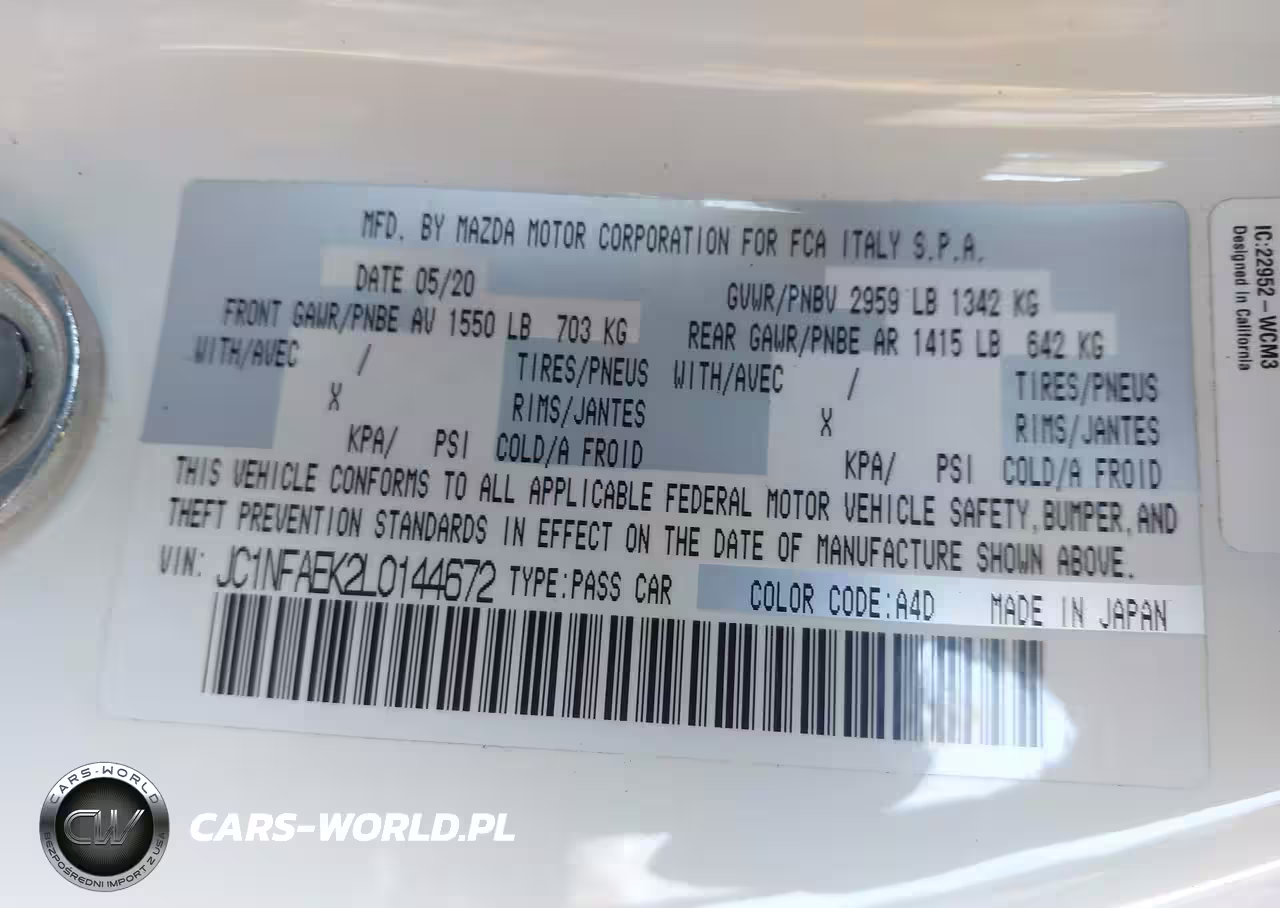 MFD. BY MAZDA MOTOR CORPORATION FOR FCA ITALY S.P.A.
DATE 05/20 GVWR/PNBV 2959 LB 1342 KG
FRONT GAWR/PNBE AV 1550 LB 703 KG REAR GAWR/PNBE AR 1415 LB 642 KG
WITH/AVEC / TIRES/PNEUS WITH/AVEC / TIRES/PNEUS
X RIMS/JANTES X RIMS/JANTES
KPA/ PSI COLD/A FROID KPA/ PSI COLD/A FROID
THIS VEHICLE CONFORMS TO ALL APPLICABLE FEDERAL MOTOR VEHICLE SAFETY, BUMPER, AND
THEFT PREVENTION STANDARDS IN EFFECT ON THE DATE OF MANUFACTURE SHOWN ABOVE.
VIN: JC1NFAEK2L0144672 TYPE:PASS CAR COLOR CODE:A4D MADE IN JAPAN
IC:22952-WCM3
Designed in California
CARS-WORLD
CW
BEZPOŚREDNI IMPORT Z USA
CARS-WORLD.PL